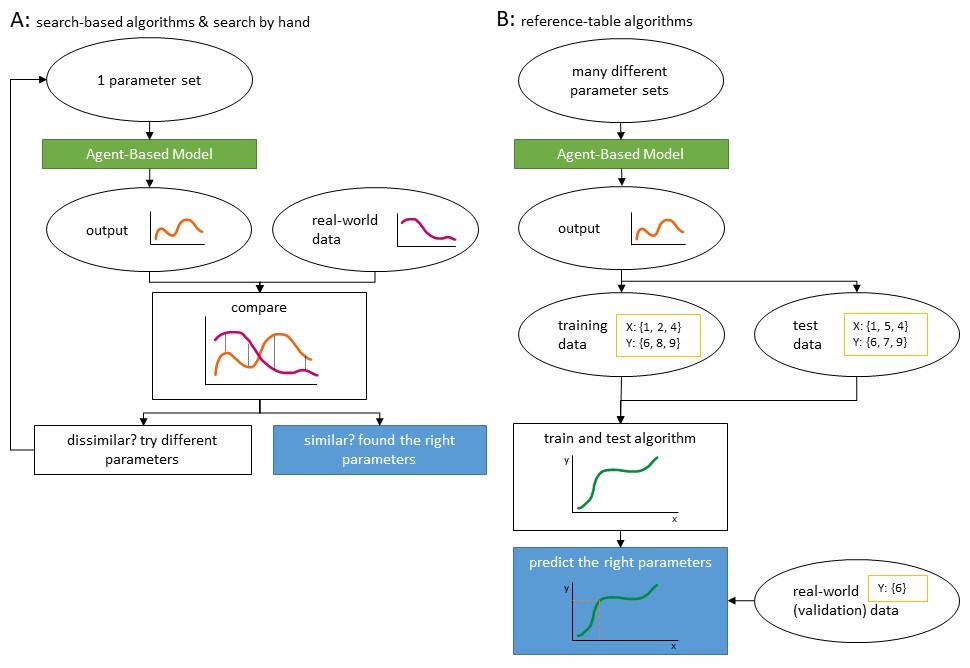 A: search-based algorithms & search by hand
1 parameter set
Agent-Based Model
output
real-world
data
compare
dissimilar? try different
parameters
similar? found the right
parameters
B: reference-table algorithms
many different
parameter sets
Agent-Based Model
output
training
data
X: {1, 2, 4}
Y: {6, 8, 9}
test
data
X: {1, 5, 4}
Y: {6, 7, 9}
train and test algorithm
y
x
predict the right parameters
y
x
real-world
(validation) data
Y: {6}